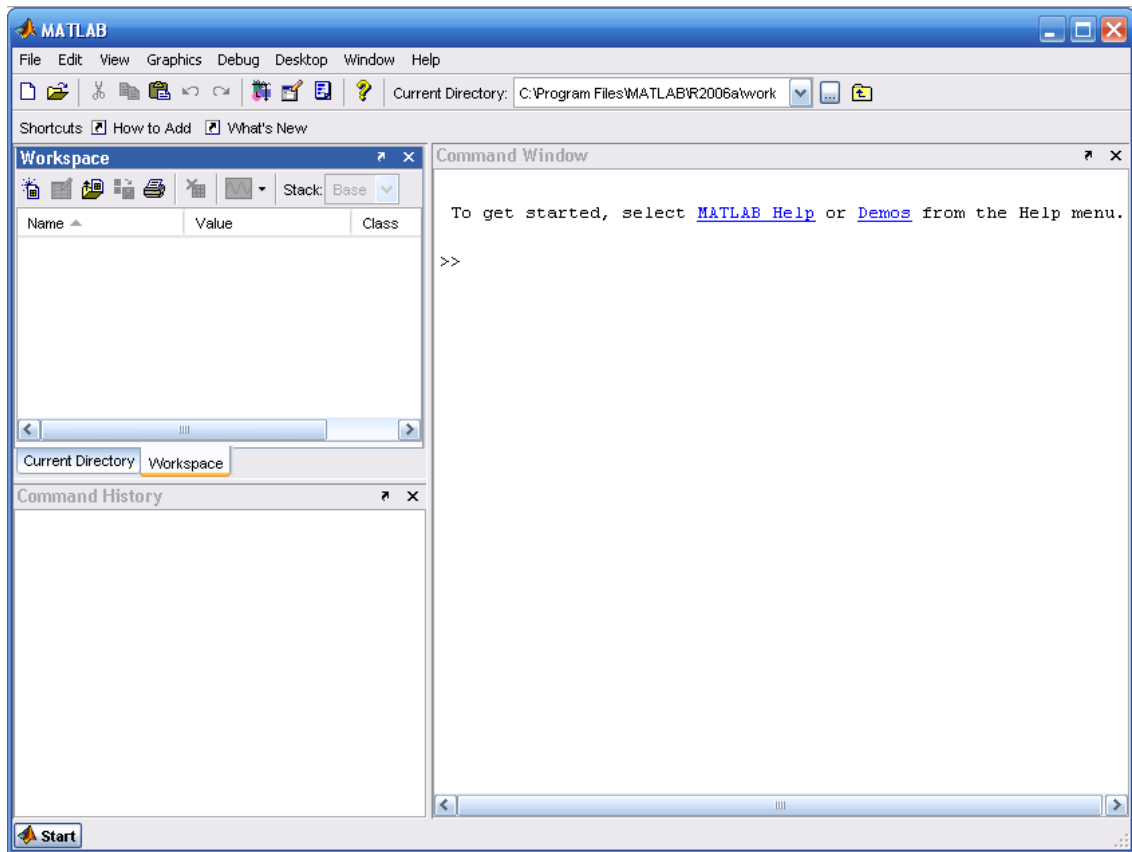 MATLAB
File Edit View Graphics Debug Desktop Window Help
Current Directory: C:\Program Files\MATLAB\R2006a\work ...
Shortcuts How to Add What's New
Workspace
Stack: Base
Name Value Class
Current Directory Workspace
Command History
Command Window
To get started, select MATLAB Help or Demos from the Help menu.
>>
Start